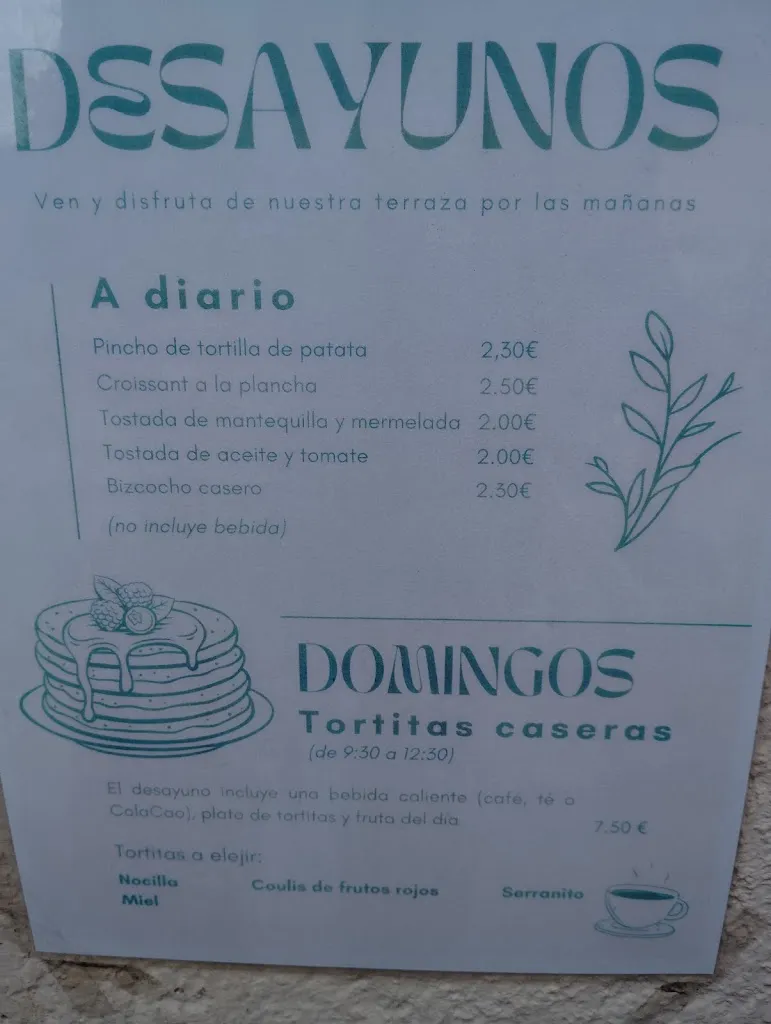 DESAYUNOS
Ven y disfruta de nuestra terraza por las mañanas
A diario
Pincho de tortilla de patata 2,30€
Croissant a la plancha 2.50€
Tostada de mantequilla y mermelada 2.00€
Tostada de aceite y tomate 2.00€
Bizcocho casero 2.30€
(no incluye bebida)
DOMINGOS
Tortitas caseras
(de 9:30 a 12:30)
El desayuno incluye una bebida caliente (café, té o
ColaCao), plato de tortitas y fruta del día 7.50 €
Tortitas a elejir:
Nocilla Coulis de frutos rojos Serranito
Miel